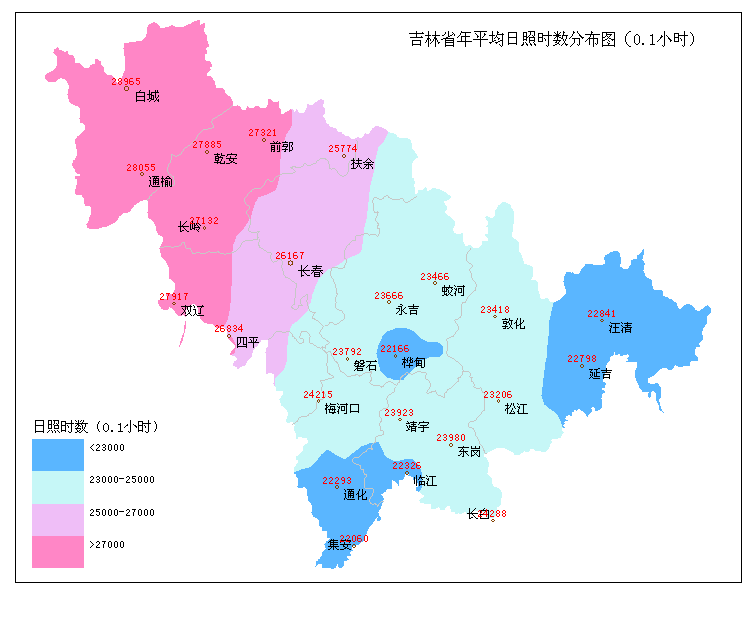 吉林省年平均日照时数分布图（0.1小时）
28965
白城
27321
前郭
27885
乾安
25774
扶余
28055
通榆
27132
长岭
26167
长春
23466
蛟河
23666
永吉
27917
双辽
23418
敦化
22841
汪清
26834
四平
23792
磐石
22166
桦甸
22798
延吉
24215
梅河口
23206
松江
23923
靖宇
23980
东岗
日照时数（0.1小时）
<23000
23000-25000
25000-27000
>27000
22326
临江
22293
通化
长白
24288
22060
集安